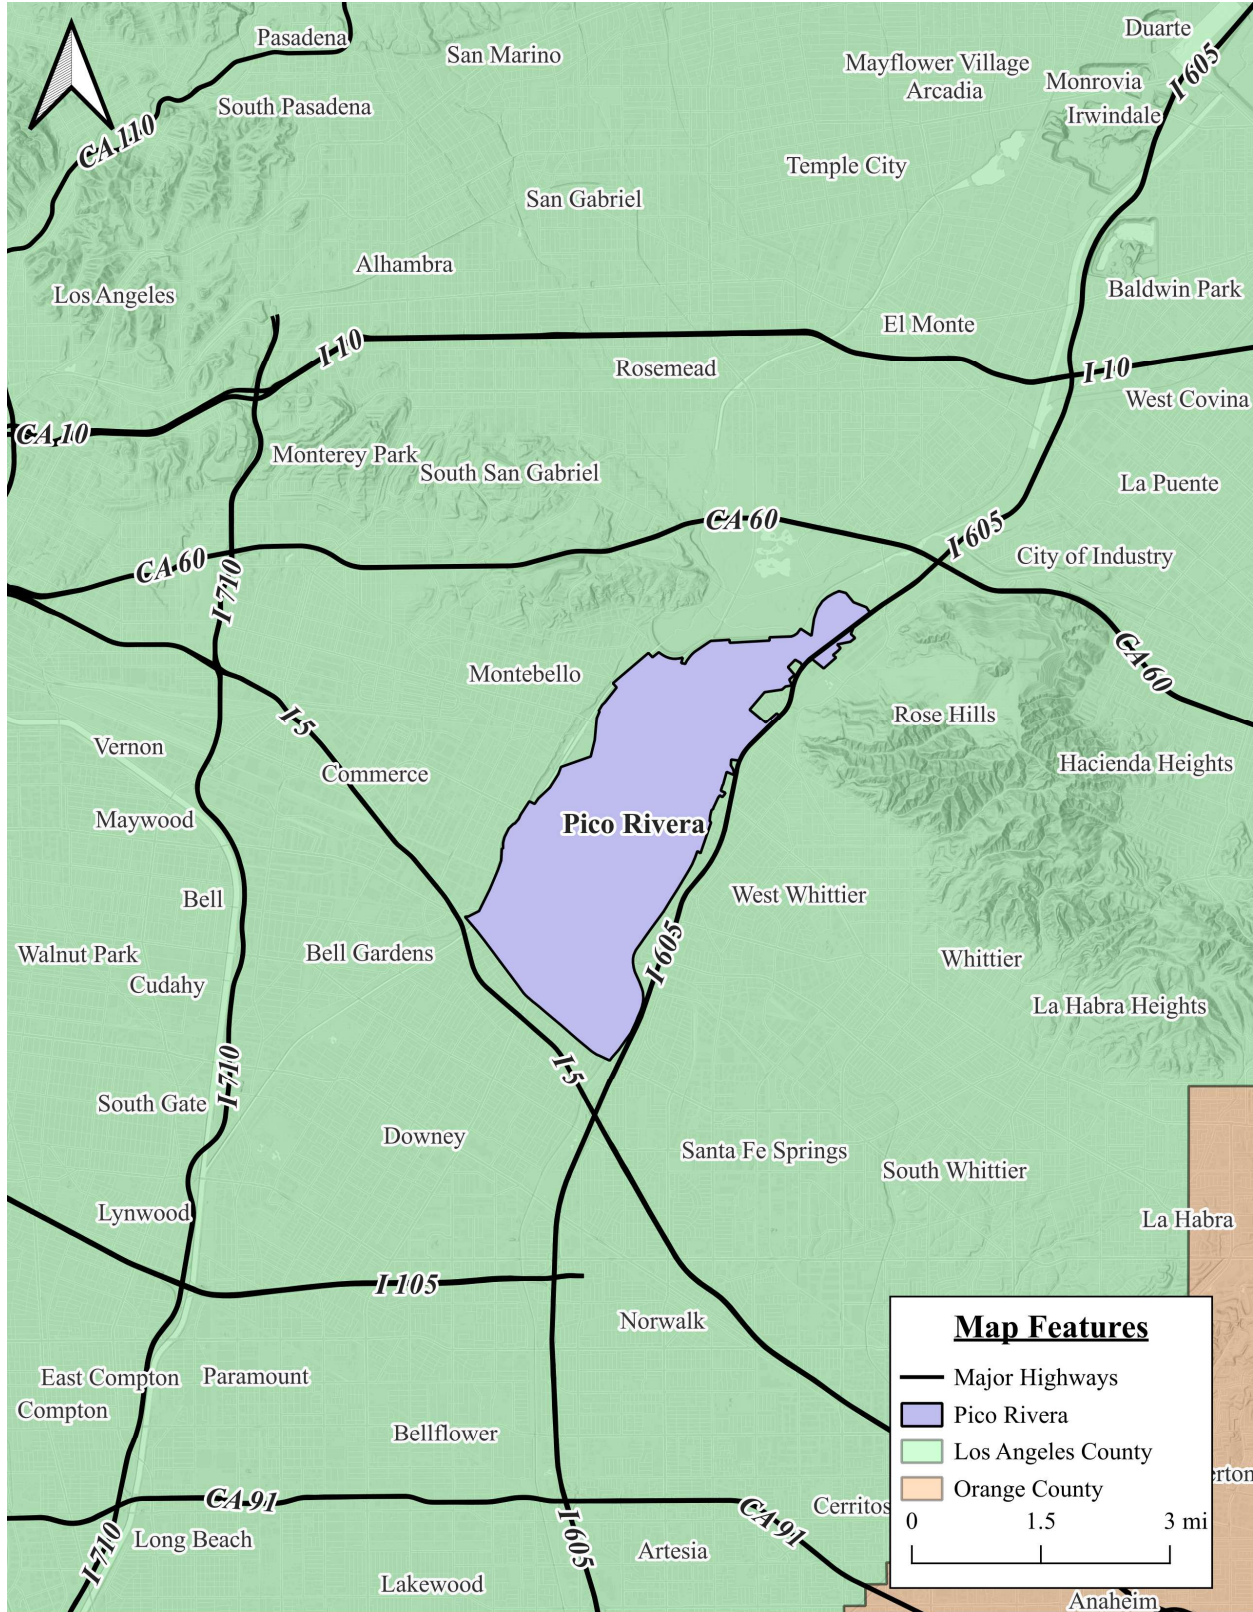 Duarte
Pasadena
San Marino
Mayflower Village
Arcadia
Monrovia
I 605
South Pasadena
Irwindale
CA 110
Temple City
San Gabriel
Alhambra
Los Angeles
Baldwin Park
El Monte
I 10
Rosemead
I 10
West Covina
CA 10
Monterey Park
South San Gabriel
La Puente
CA 60
I 605
City of Industry
CA 60
I 710
CA 60
Montebello
Rose Hills
I 5
Vernon
Commerce
Hacienda Heights
Maywood
Pico Rivera
Bell
West Whittier
Walnut Park
Bell Gardens
I 605
Whittier
Cudahy
La Habra Heights
I 5
I 710
South Gate
Downey
Santa Fe Springs
South Whittier
Lynwood
La Habra
I 105
Norwalk
Map Features
East Compton
Paramount
Major Highways
Compton
Pico Rivera
Bellflower
Los Angeles County
erton
Orange County
CA 91
Cerritos
CA 91
0 1.5 3 mi
I 710
Long Beach
I 605
Artesia
Lakewood
Anaheim